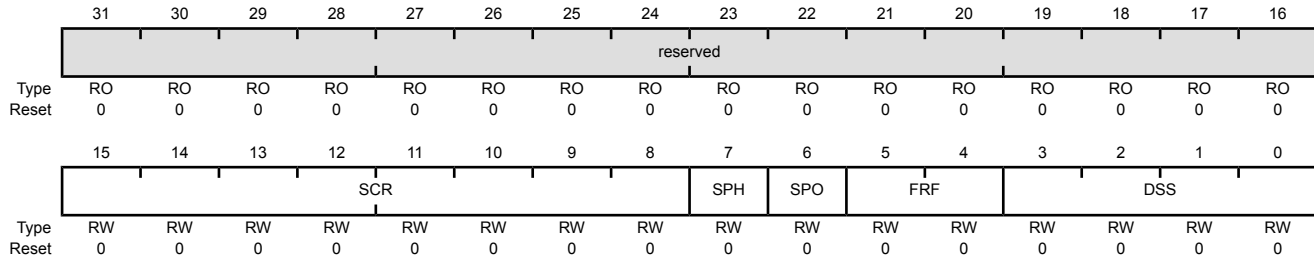 31 30 29 28 27 26 25 24 23 22 21 20 19 18 17 16
reserved
Type RO RO RO RO RO RO RO RO RO RO RO RO RO RO RO RO
Reset 0 0 0 0 0 0 0 0 0 0 0 0 0 0 0 0
15 14 13 12 11 10 9 8 7 6 5 4 3 2 1 0
SCR SPH SPO FRF DSS
Type RW RW RW RW RW RW RW RW RW RW RW RW RW RW RW RW
Reset 0 0 0 0 0 0 0 0 0 0 0 0 0 0 0 0